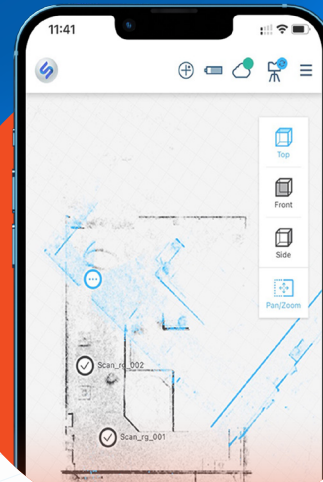 11:41
Top
Front
Side
Pan/Zoom
Scan_rg_002
Scan_rg_001